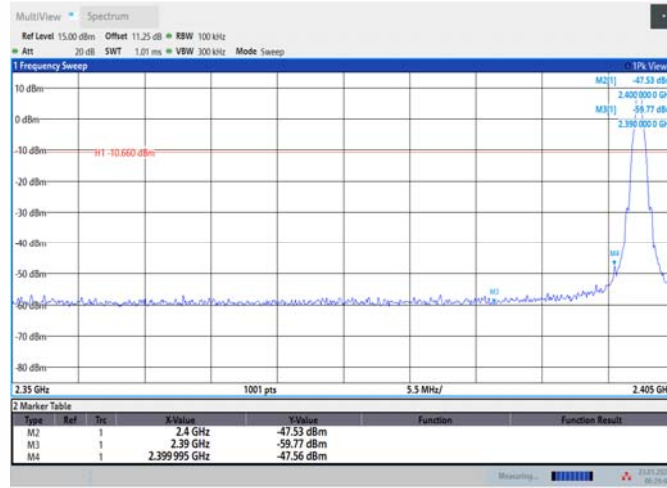 MultiView Spectrum
Ref Level 15.00 dBm Offset 11.25 dB RBW 100 kHz
Att 20 dB SWT 1.01 ms VBW 300 kHz Mode Sweep
1 Frequency Sweep 1Pk View
M2[1] -47.53 dB
10 dBm
2.400 000 0 GH
M3[1] -59.77 dB
2.390 000 0 GH
0 dBm
-10 dBm
H1 -10.660 dBm
-20 dBm
-30 dBm
-40 dBm
M4
-50 dBm
M3
-60 dBm
-70 dBm
-80 dBm
2.35 GHz 1001 pts 5.5 MHz/ 2.405 GH
2 Marker Table
Type Ref Trc X-Value Y-Value Function Function Result
M2 1 2.4 GHz -47.53 dBm
M3 1 2.39 GHz -59.77 dBm
M4 1 2.399 995 GHz -47.56 dBm
Measuring...